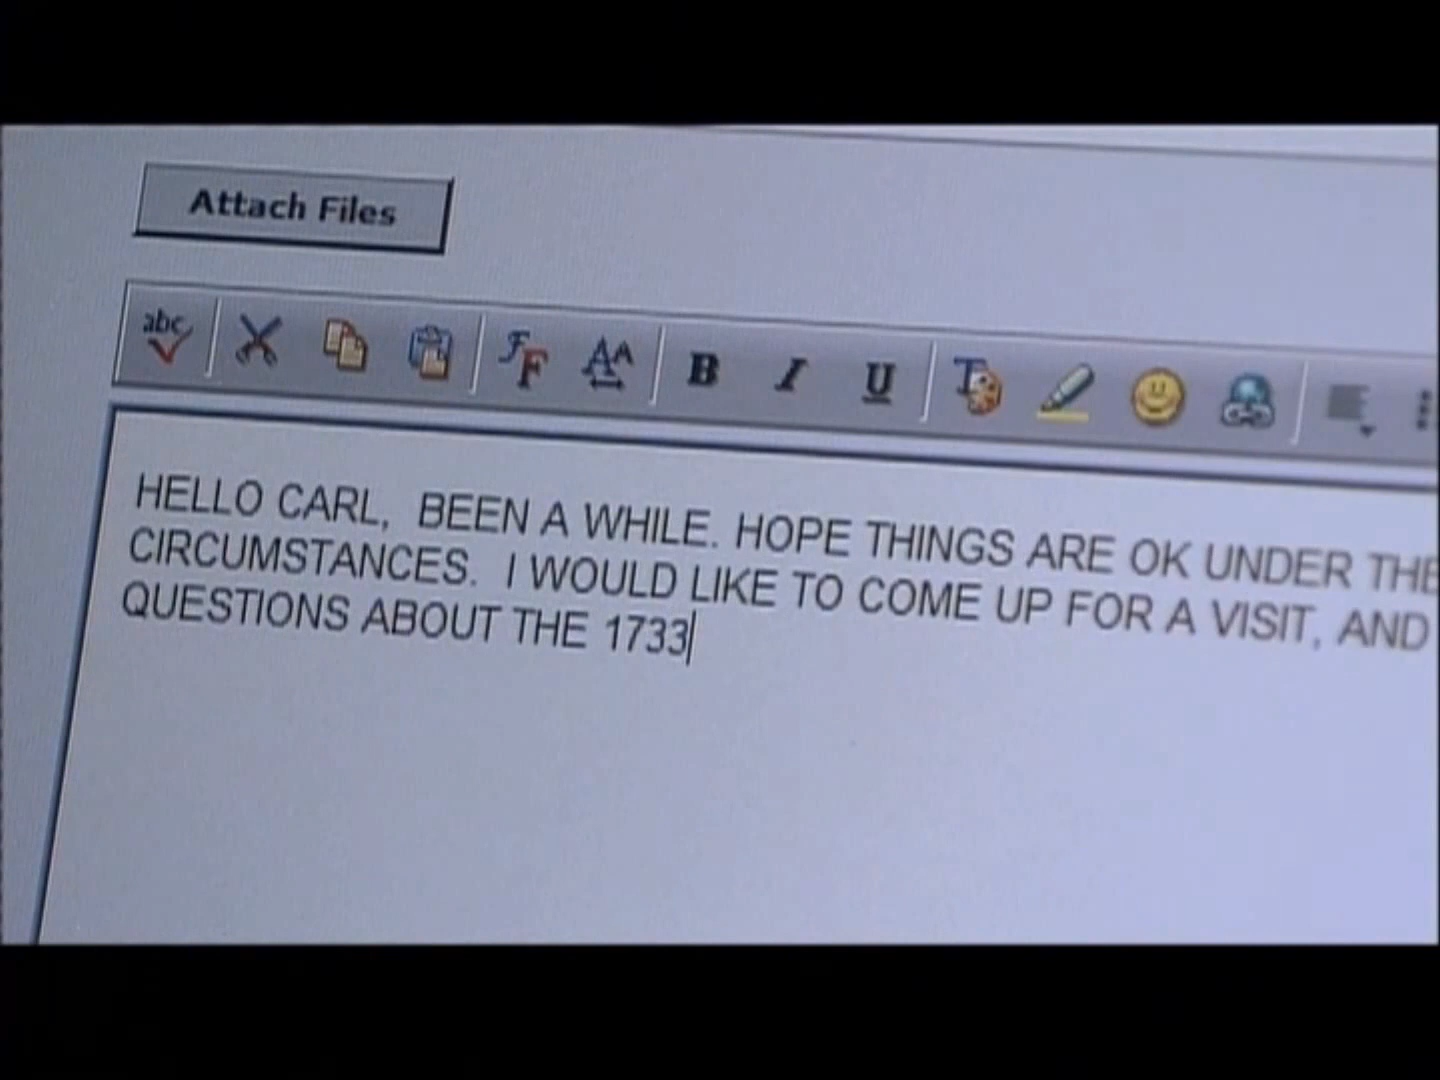 Attach Files
abc
B I U
HELLO CARL,  BEEN A WHILE. HOPE THINGS ARE OK UNDER THE
CIRCUMSTANCES.  I WOULD LIKE TO COME UP FOR A VISIT, AND
QUESTIONS ABOUT THE 1733